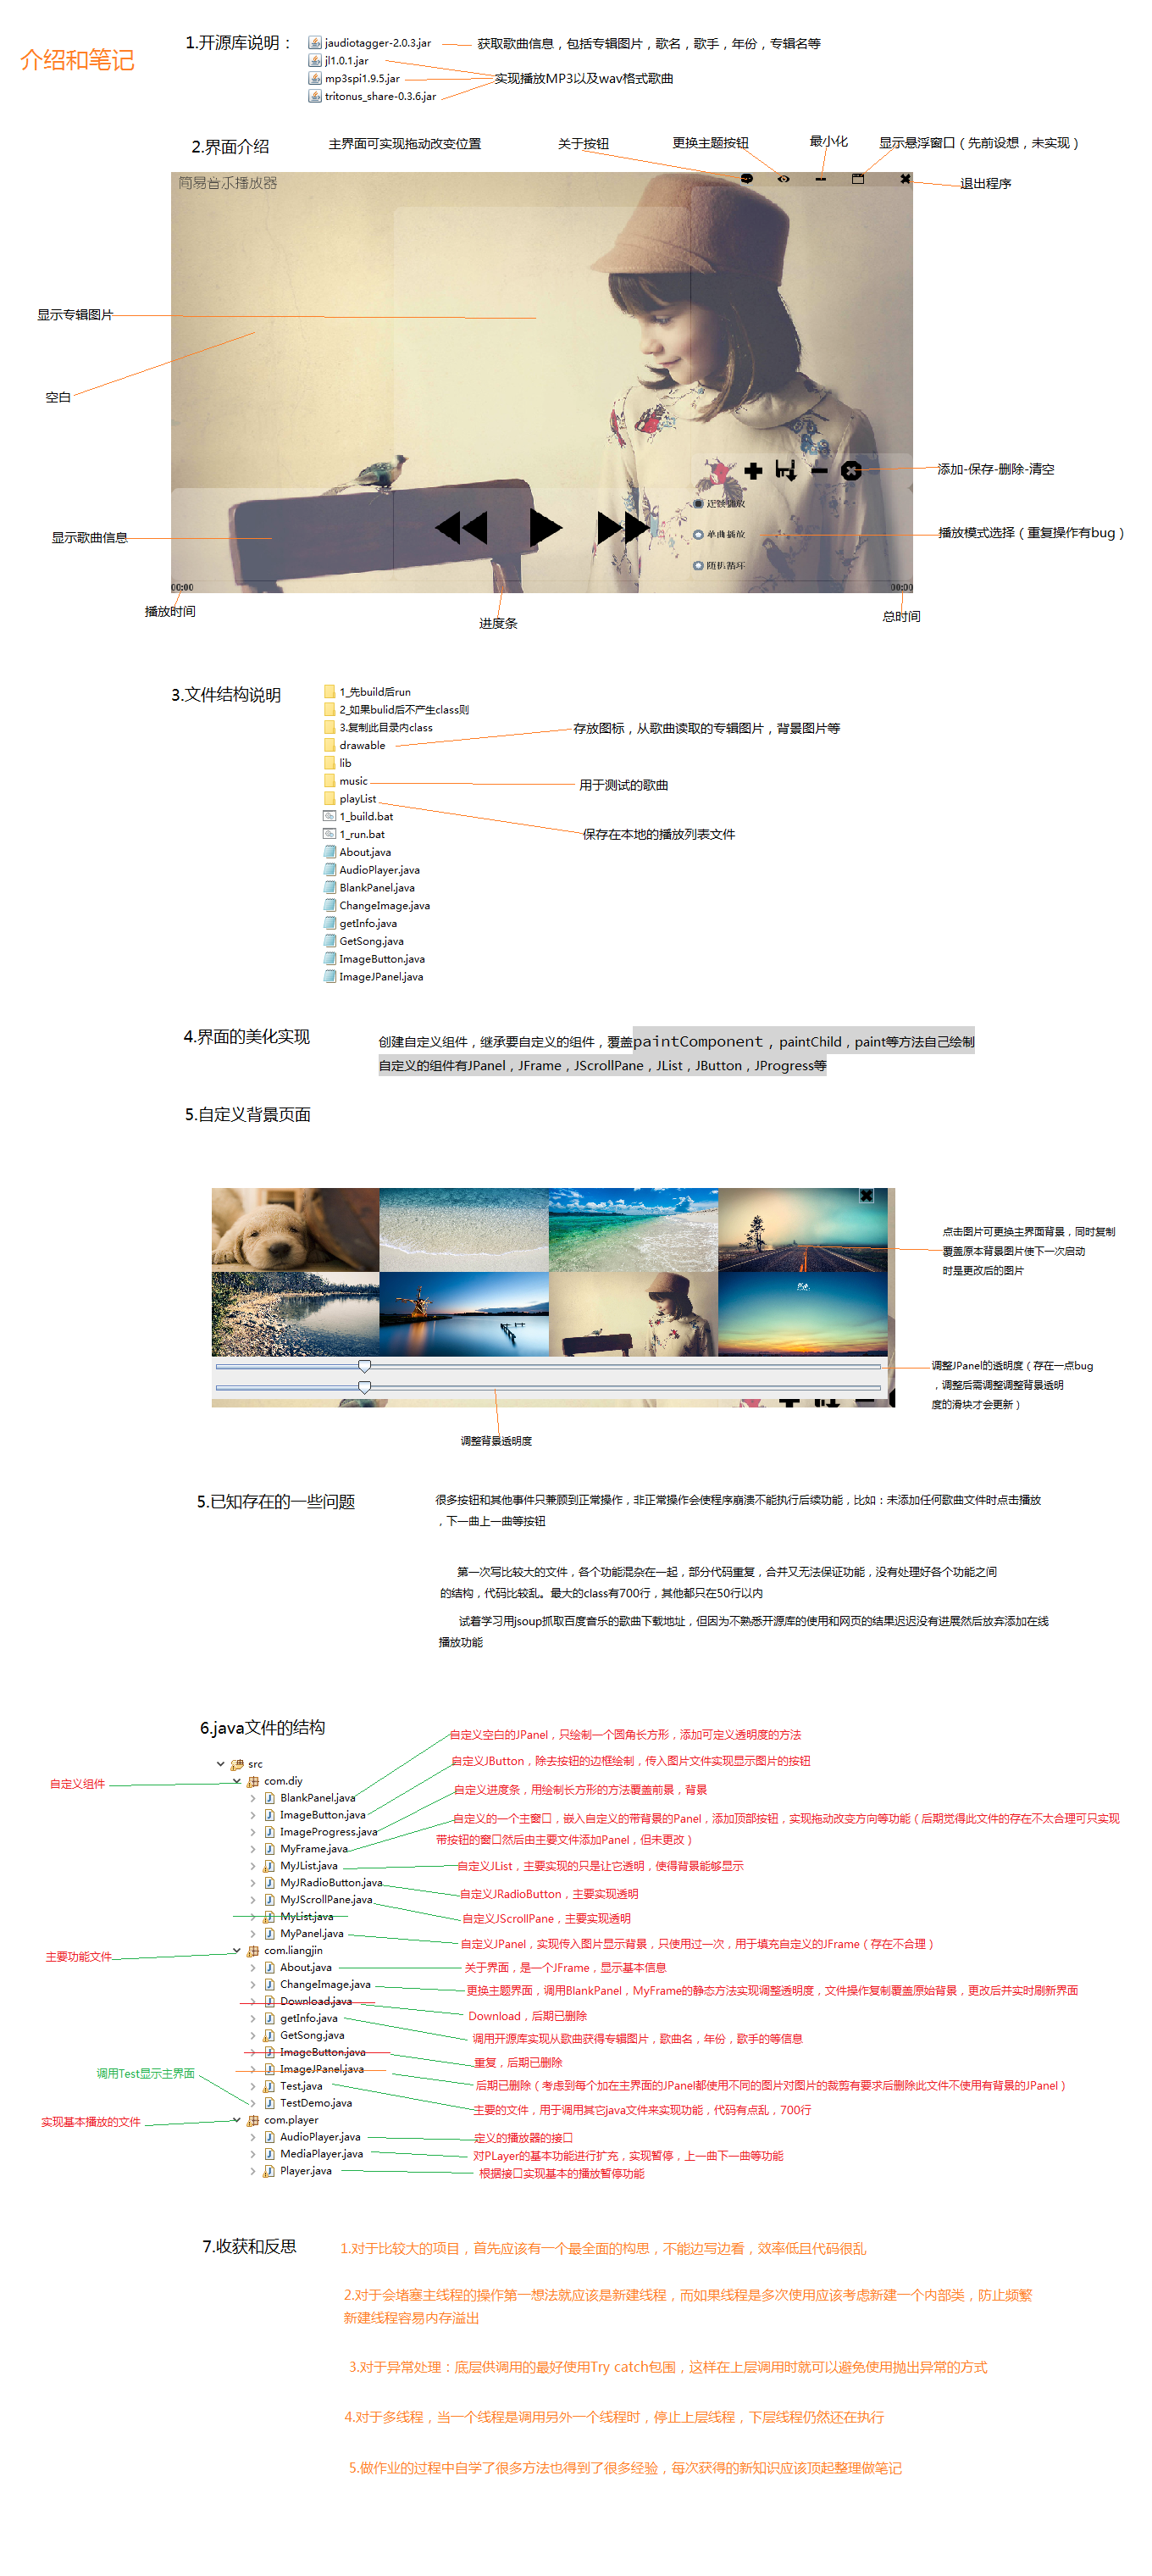 介绍和笔记
1.开源库说明：
jaudiotagger-2.0.3.jar
获取歌曲信息，包括专辑图片，歌名，歌手，年份，专辑名等
jl1.0.1.jar
mp3spi1.9.5.jar
实现播放MP3以及wav格式歌曲
tritonus_share-0.3.6.jar
2.界面介绍
主界面可实现拖动改变位置
关于按钮
更换主题按钮
最小化
显示悬浮窗口（先前设想，未实现）
简易音乐播放器
退出程序
显示专辑图片
空白
添加-保存-删除-清空
连续播放
显示歌曲信息
单曲播放
播放模式选择（重复操作有bug）
随机循环
00:00
00:00
播放时间
进度条
总时间
3.文件结构说明
1_先build后run
2_如果bulid后不产生class则
3.复制此目录内class
drawable
存放图标，从歌曲读取的专辑图片，背景图片等
lib
music
用于测试的歌曲
playList
1_build.bat
1_run.bat
保存在本地的播放列表文件
About.java
AudioPlayer.java
BlankPanel.java
ChangeImage.java
getInfo.java
GetSong.java
ImageButton.java
ImageJPanel.java
4.界面的美化实现
创建自定义组件，继承要自定义的组件，覆盖paintComponent，paintChild，paint等方法自己绘制
自定义的组件有JPanel，JFrame，JScrollPane，JList，JButton，JProgress等
5.自定义背景页面
点击图片可更换主界面背景，同时复制
覆盖原本背景图片使下一次启动
时是更改后的图片
调整JPanel的透明度（存在一点bug
，调整后需调整调整背景透明
度的滑块才会更新）
调整背景透明度
5.已知存在的一些问题
很多按钮和其他事件只兼顾到正常操作，非正常操作会使程序崩溃不能执行后续功能，比如：未添加任何歌曲文件时点击播放
，下一曲上一曲等按钮
第一次写比较大的文件，各个功能混杂在一起，部分代码重复，合并又无法保证功能，没有处理好各个功能之间
的结构，代码比较乱。最大的class有700行，其他都只在50行以内
试着学习用jsoup抓取百度音乐的歌曲下载地址，但因为不熟悉开源库的使用和网页的结果迟迟没有进展然后放弃添加在线
播放功能
6.java文件的结构
自定义空白的JPanel，只绘制一个圆角长方形，添加可定义透明度的方法
src
自定义JButton，除去按钮的边框绘制，传入图片文件实现显示图片的按钮
自定义组件
com.diy
自定义进度条，用绘制长方形的方法覆盖前景，背景
BlankPanel.java
ImageButton.java
自定义的一个主窗口，嵌入自定义的带背景的Panel，添加顶部按钮，实现拖动改变方向等功能（后期觉得此文件的存在不太合理可只实现
带按钮的窗口然后由主要文件添加Panel，但未更改）
ImageProgress.java
MyFrame.java
MyJList.java
自定义JList，主要实现的只是让它透明，使得背景能够显示
MyJRadioButton.java
自定义JRadioButton，主要实现透明
MyJScrollPane.java
自定义JScrollPane，主要实现透明
MyList.java
MyPanel.java
自定义JPanel，实现传入图片显示背景，只使用过一次，用于填充自定义的JFrame（存在不合理）
主要功能文件
com.liangjin
About.java
关于界面，是一个JFrame，显示基本信息
ChangeImage.java
更换主题界面，调用BlankPanel，MyFrame的静态方法实现调整透明度，文件操作复制覆盖原始背景，更改后并实时刷新界面
Download.java
Download，后期已删除
getInfo.java
调用开源库实现从歌曲获得专辑图片，歌曲名，年份，歌手的等信息
GetSong.java
ImageButton.java
重复，后期已删除
ImageJPanel.java
后期已删除（考虑到每个加在主界面的JPanel都使用不同的图片对图片的裁剪有要求后删除此文件不使用有背景的JPanel）
调用Test显示主界面
Test.java
主要的文件，用于调用其它java文件来实现功能，代码有点乱，700行
TestDemo.java
实现基本播放的文件
com.player
AudioPlayer.java
定义的播放器的接口
MediaPlayer.java
对PLayer的基本功能进行扩充，实现暂停，上一曲下一曲等功能
Player.java
根据接口实现基本的播放暂停功能
7.收获和反思
1.对于比较大的项目，首先应该有一个最全面的构思，不能边写边看，效率低且代码很乱
2.对于会堵塞主线程的操作第一想法就应该是新建线程，而如果线程是多次使用应该考虑新建一个内部类，防止频繁
新建线程容易内存溢出
3.对于异常处理：底层供调用的最好使用Try catch包围，这样在上层调用时就可以避免使用抛出异常的方式
4.对于多线程，当一个线程是调用另外一个线程时，停止上层线程，下层线程仍然还在执行
5.做作业的过程中自学了很多方法也得到了很多经验，每次获得的新知识应该顶起整理做笔记